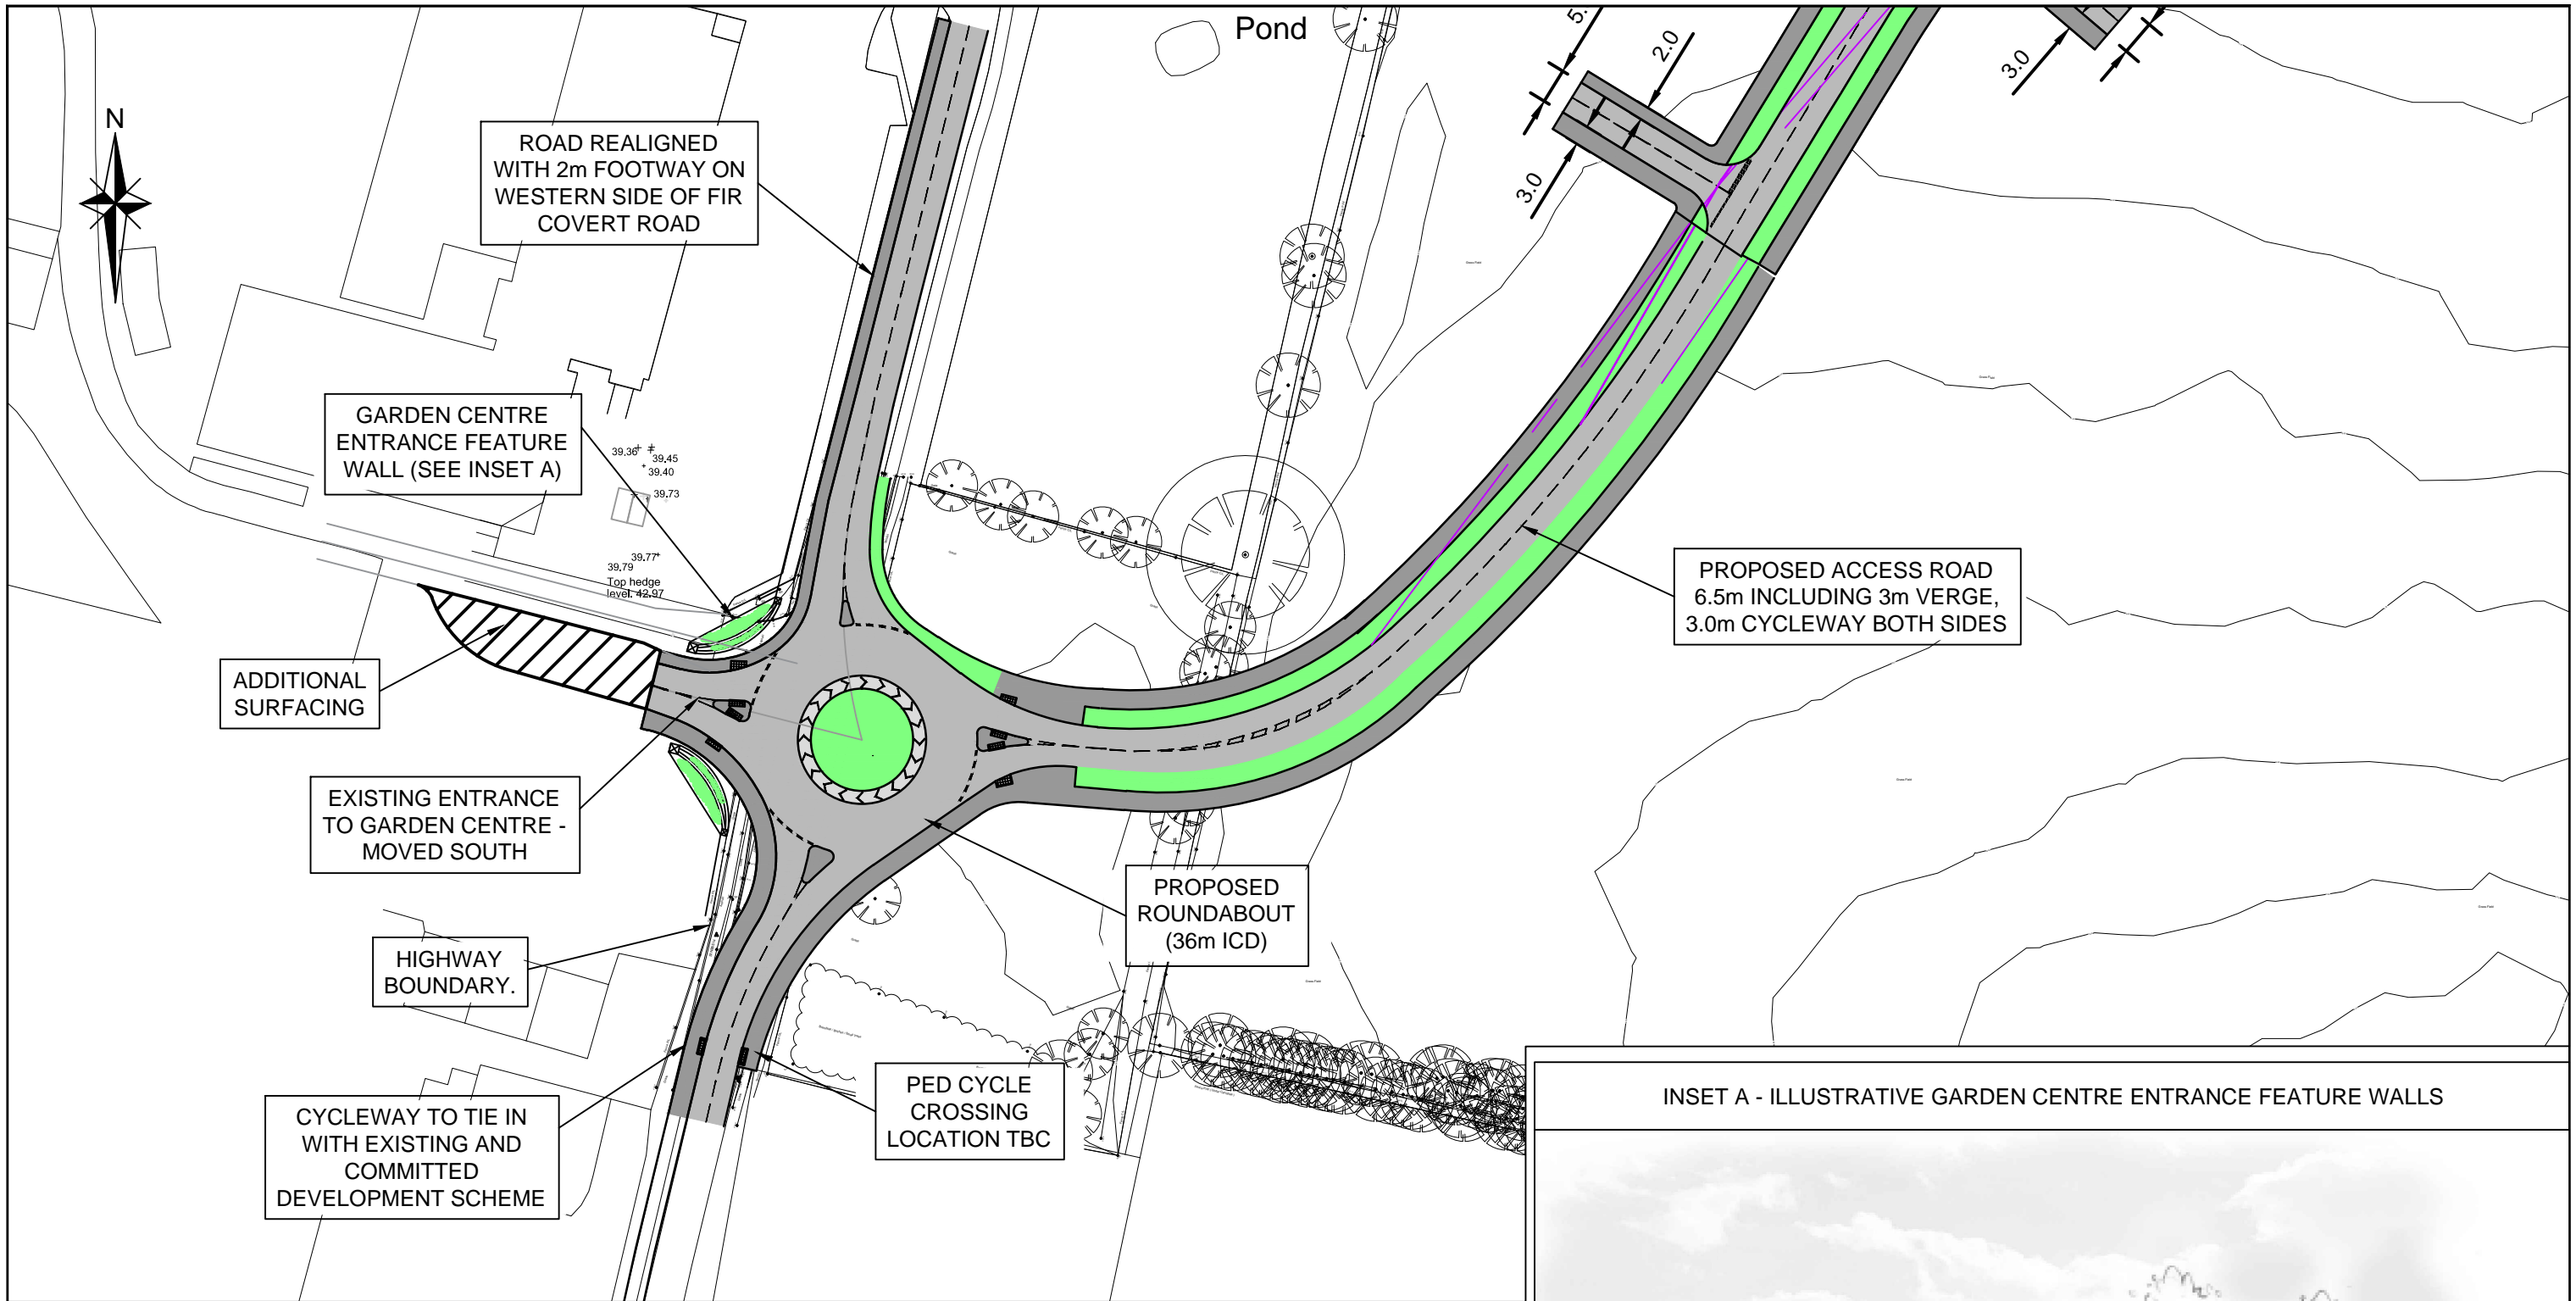 Pond
5.
2.0
3.0
3.0
N
ROAD REALIGNED
WITH 2m FOOTWAY ON
WESTERN SIDE OF FIR
COVERT ROAD
GARDEN CENTRE
ENTRANCE FEATURE
WALL (SEE INSET A)
39.36
39.45
39.40
39.73
39.77
39.79
Top hedge
level. 42.97
ADDITIONAL
SURFACING
EXISTING ENTRANCE
TO GARDEN CENTRE -
MOVED SOUTH
HIGHWAY
BOUNDARY.
CYCLEWAY TO TIE IN
WITH EXISTING AND
COMMITTED
DEVELOPMENT SCHEME
PED CYCLE
CROSSING
LOCATION TBC
PROPOSED
ROUNDABOUT
(36m ICD)
PROPOSED ACCESS ROAD
6.5m INCLUDING 3m VERGE,
3.0m CYCLEWAY BOTH SIDES
INSET A - ILLUSTRATIVE GARDEN CENTRE ENTRANCE FEATURE WALLS